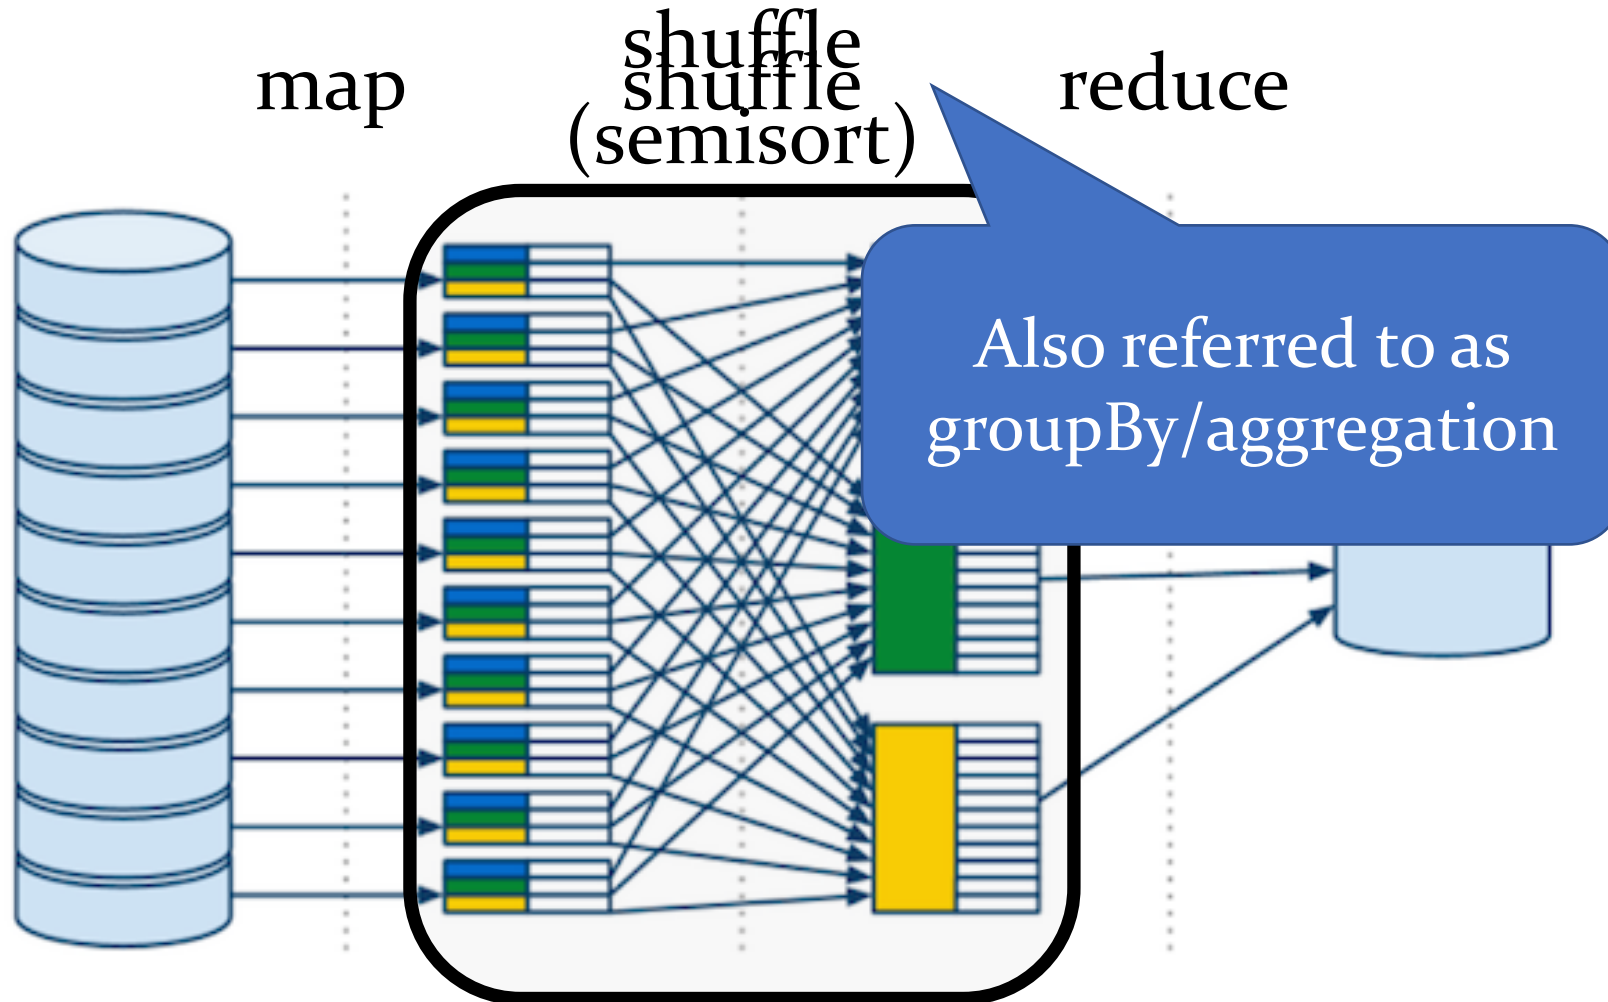 map
shuffle
shuffle
(semisort)
reduce
Also referred to as
groupBy/aggregation